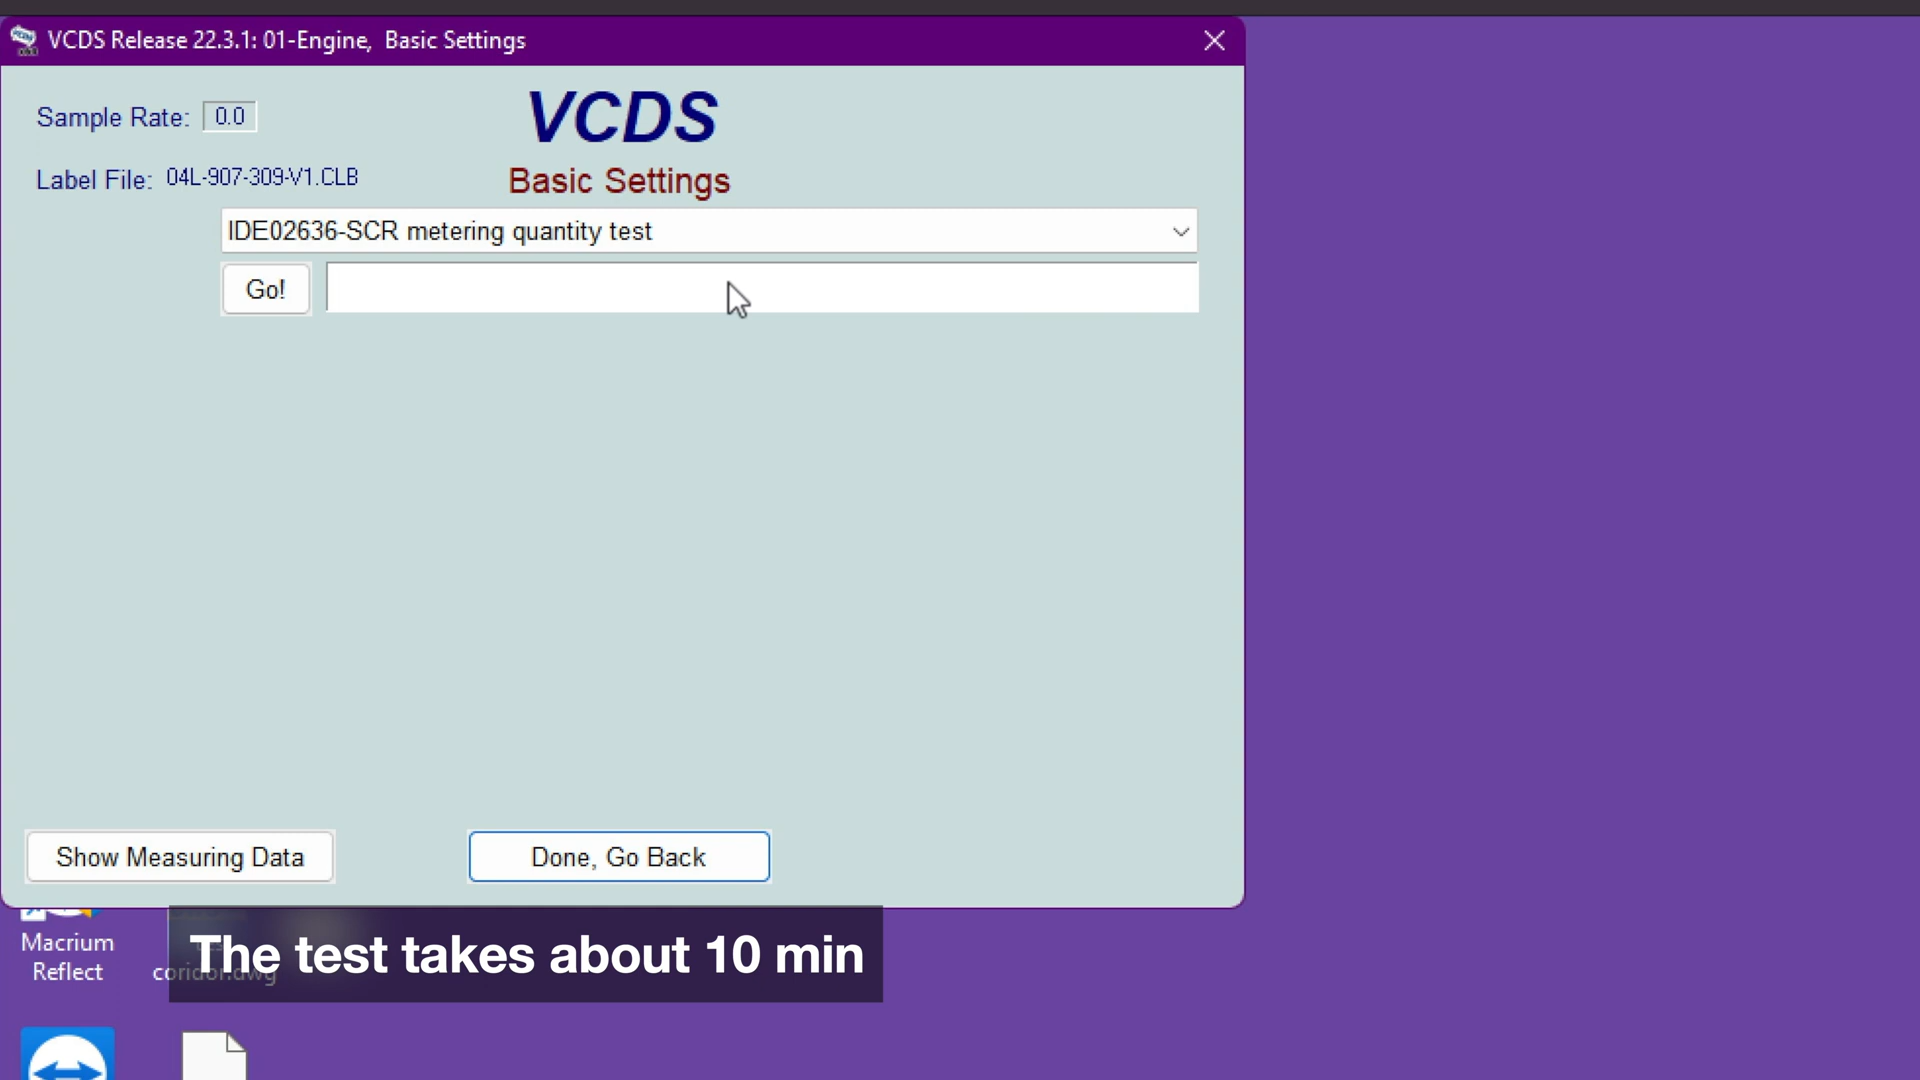 VCDS Release 22.3.1: 01-Engine, Basic Settings
Sample Rate: 0.0
VCDS
Label File: 04L-907-309-V1.CLB
Basic Settings
IDE02636-SCR metering quantity test
Go!
Show Measuring Data
Done, Go Back
Macrium
Reflect
coridor.dwg
The test takes about 10 min